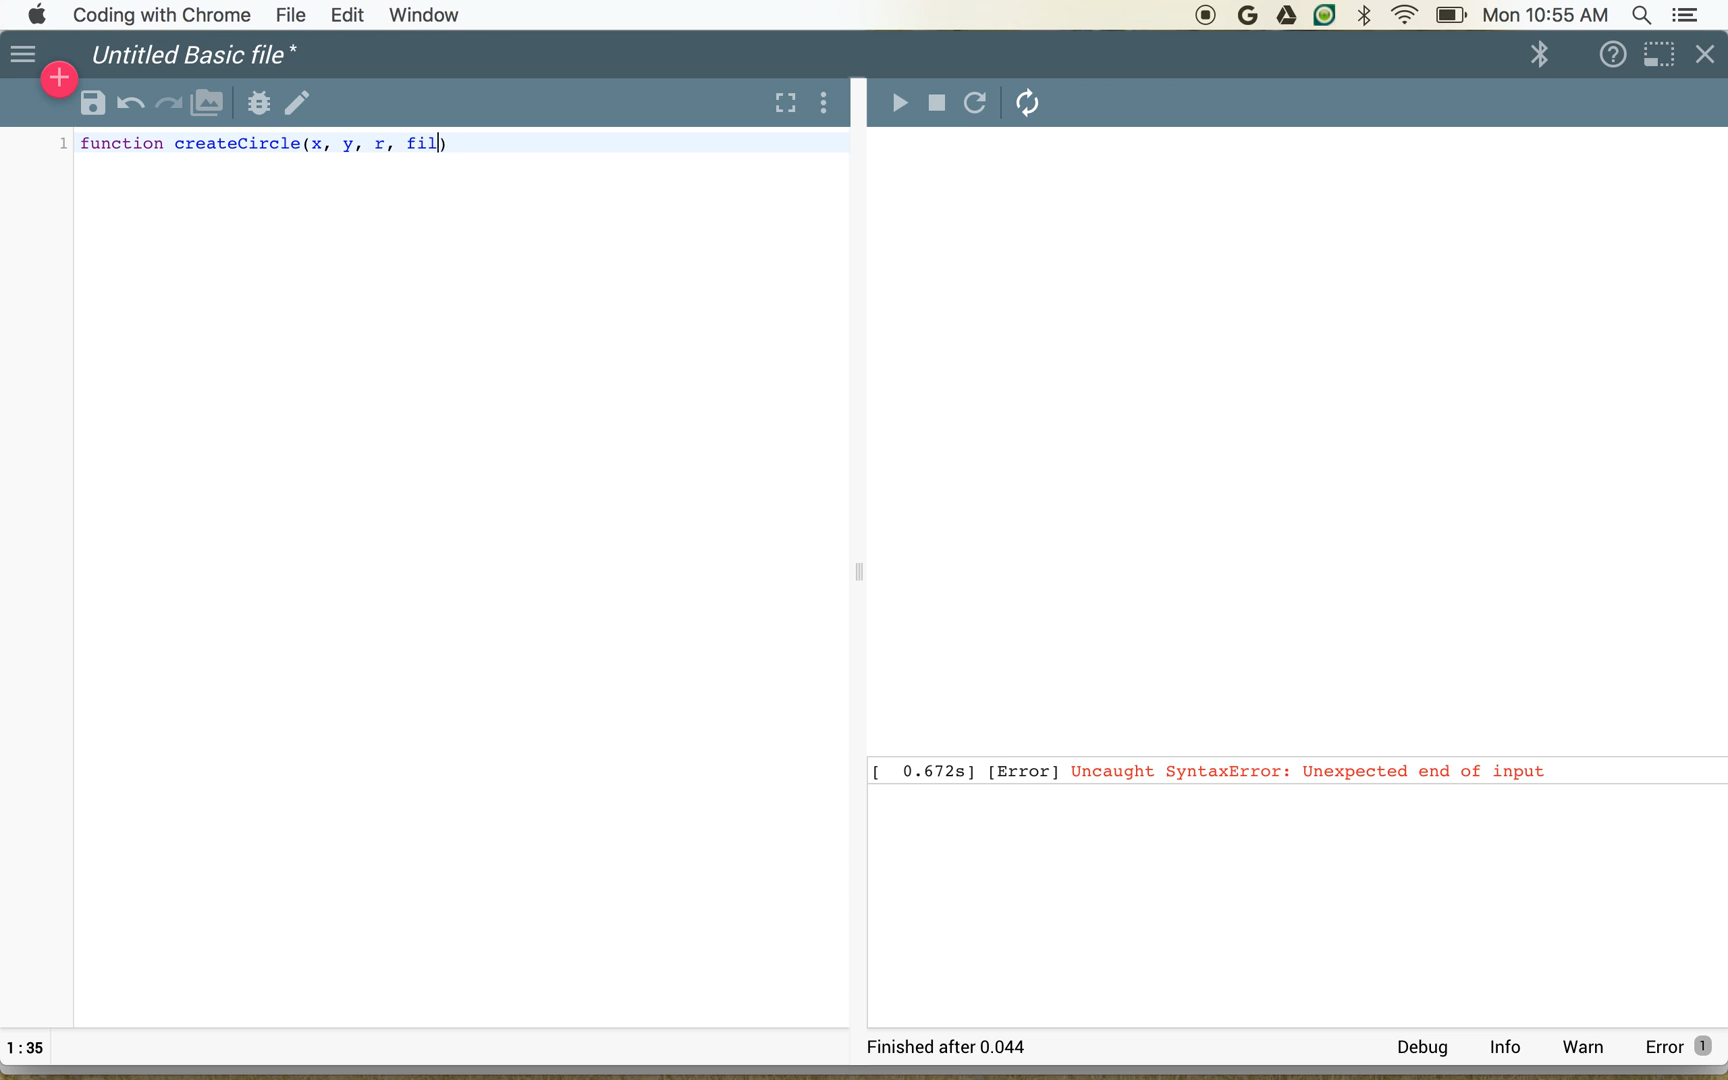 Coding with Chrome File Edit Window Mon 10:55 AM
Untitled Basic file*
1 function createCircle(x, y, r, fil)
[ 0.672s] [Error] Uncaught SyntaxError: Unexpected end of input
1 : 35 Finished after 0.044 Debug Info Warn Error 1